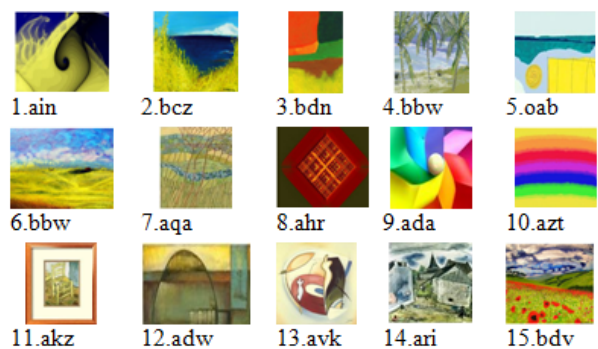 1.ain
2.bcz
3.bdn
4.bbw
5.oab
6.bbw
7.aqa
8.ahr
9.ada
10.azt
11.akz
12.adw
13.avk
14.ari
15.bdv